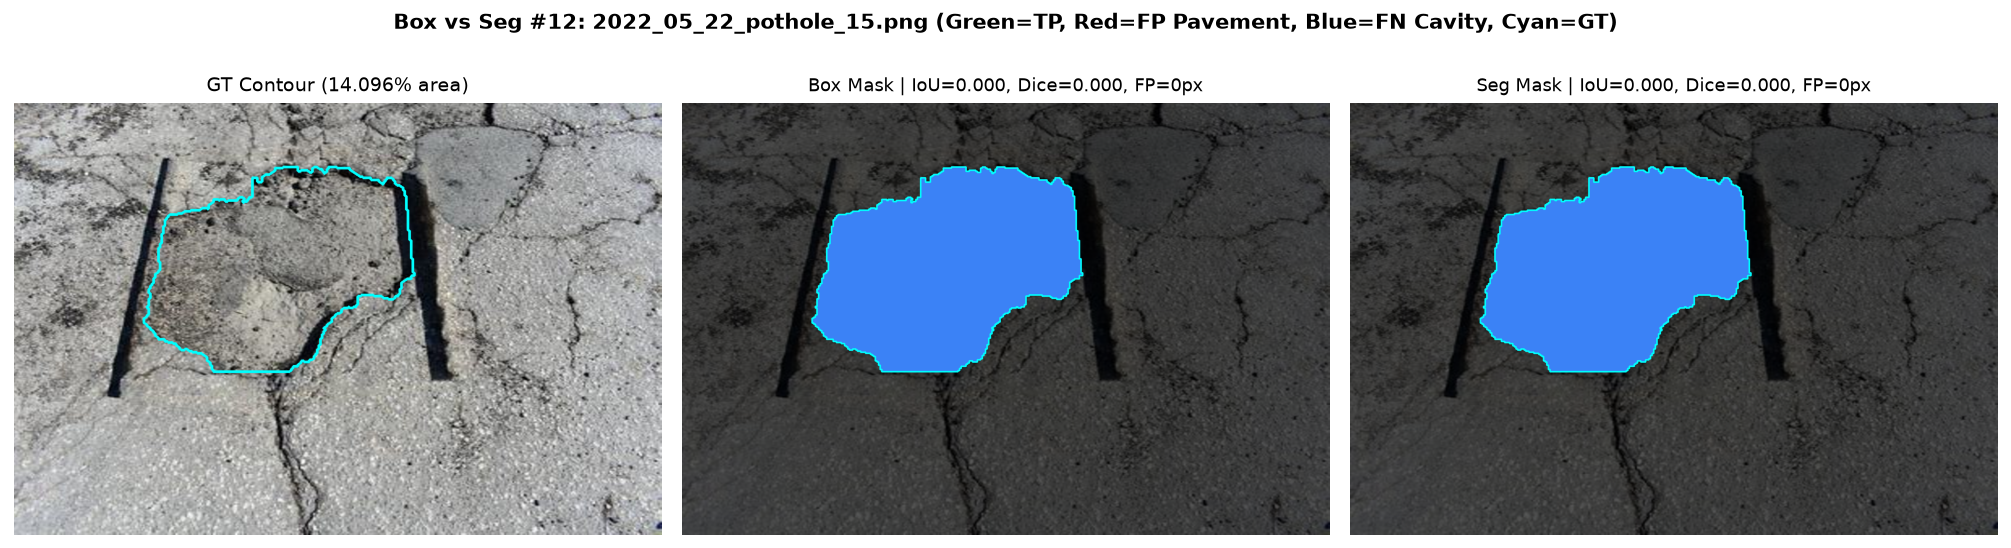 Box vs Seg #12: 2022_05_22_pothole_15.png (Green=TP, Red=FP Pavement, Blue=FN Cavity, Cyan=GT)
GT Contour (14.096% area)
Box Mask | IoU=0.000, Dice=0.000, FP=0px
Seg Mask | IoU=0.000, Dice=0.000, FP=0px